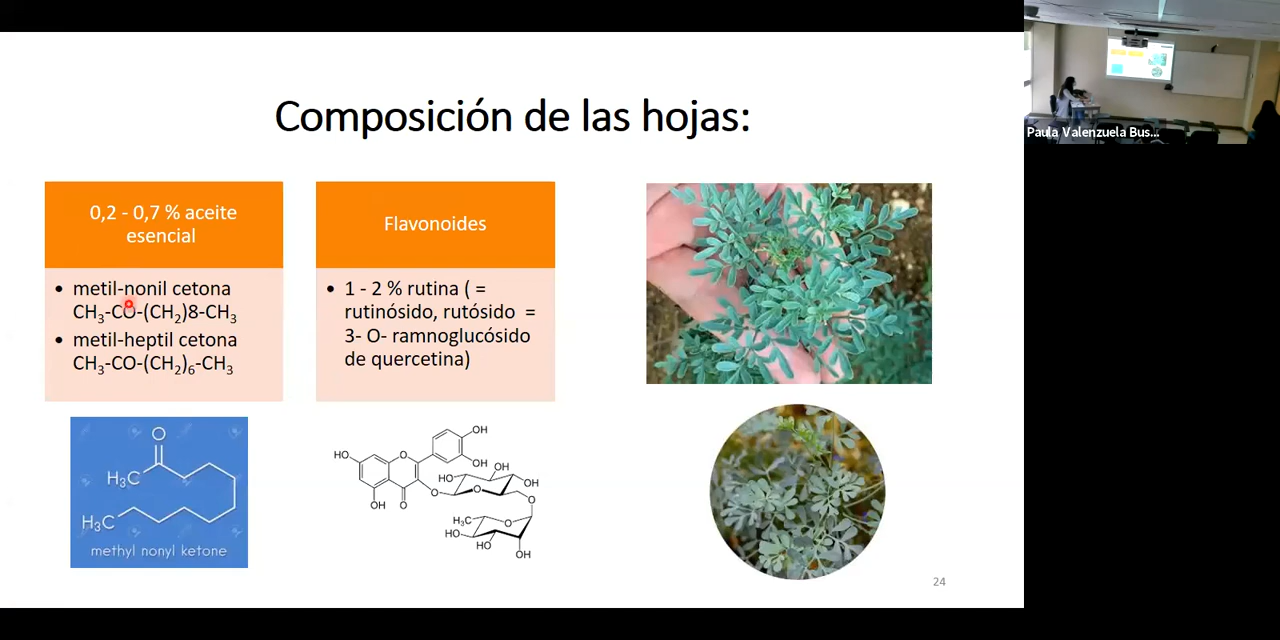 Composición de las hojas:
0,2 - 0,7 % aceite
esencial
• metil-nonil cetona
CH₃-CO-(CH₂)8-CH₃
• metil-heptil cetona
CH₃-CO-(CH₂)₆-CH₃
Flavonoides
• 1 - 2 % rutina ( =
rutinósido, rutósido =
3- O- ramnoglucósido
de quercetina)
O
H₃C
H₃C
methyl nonyl ketone
OH
HO
O
OH
OH
HO
OH
OH
O
O
O
O
H₃C
O
HO
HO
OH
24
Paula Valenzuela Bus...